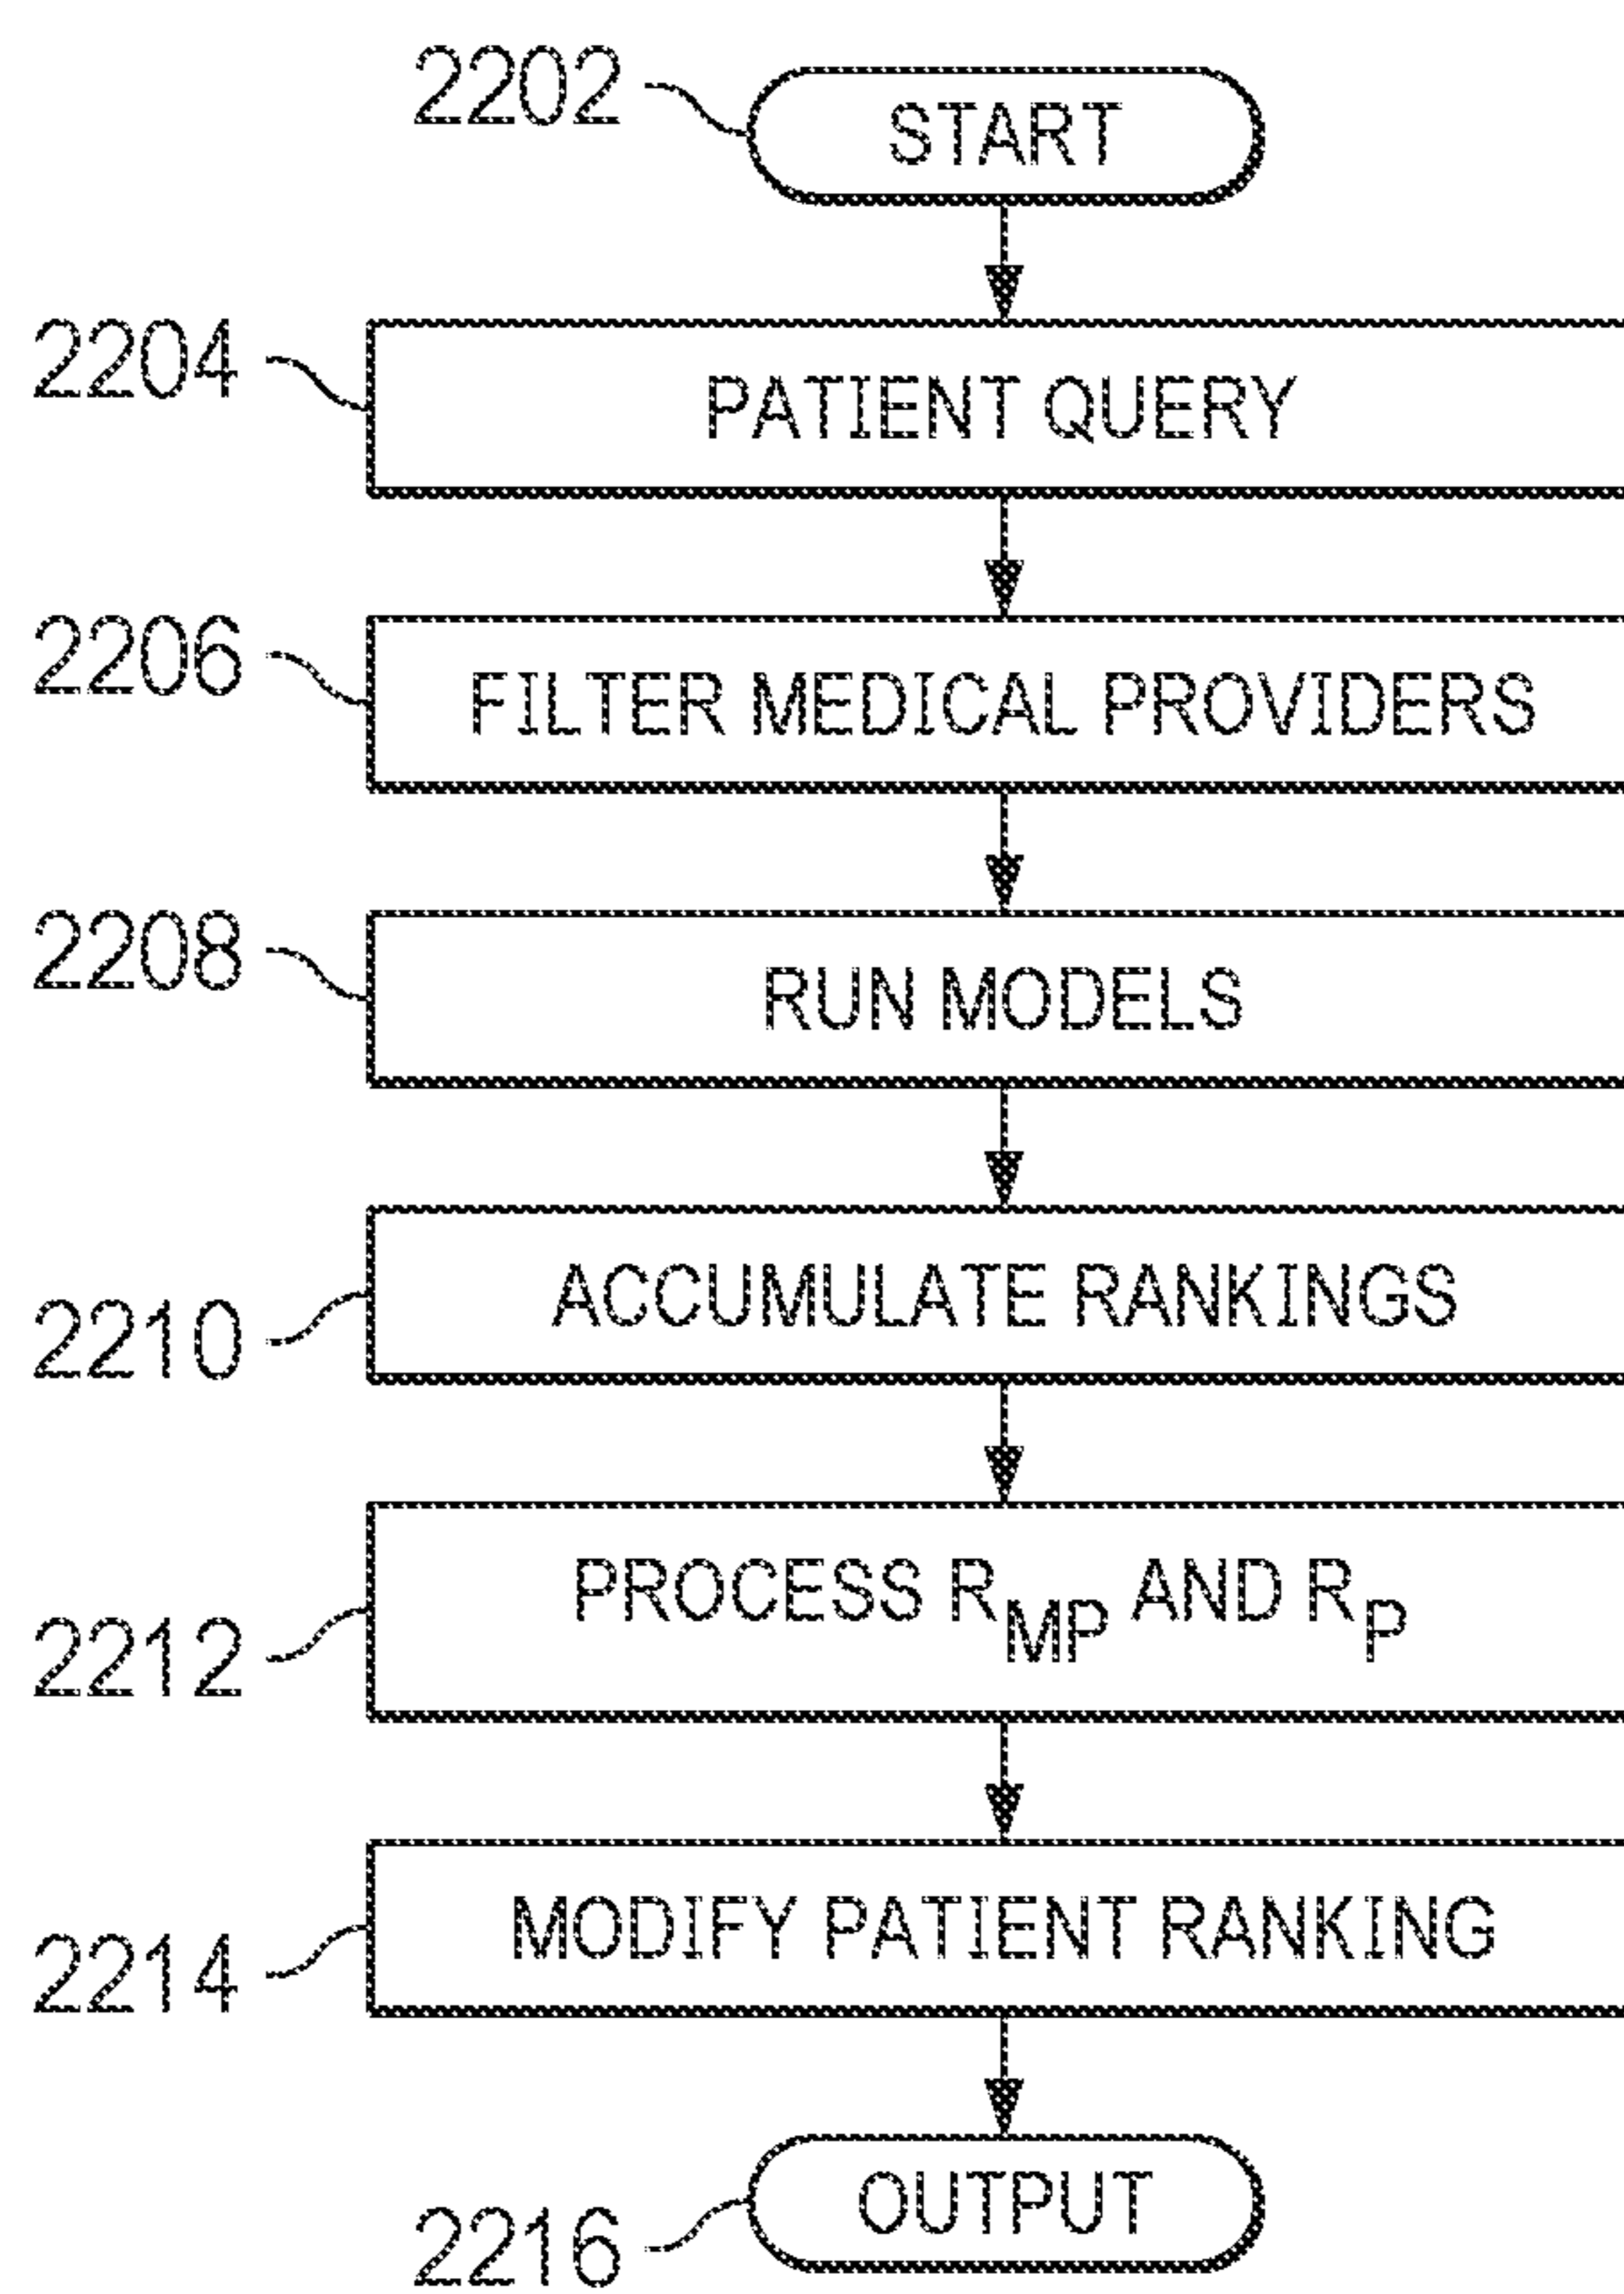 2202 START
2204 PATIENT QUERY
2206 FILTER MEDICAL PROVIDERS
2208 RUN MODELS
2210 ACCUMULATE RANKINGS
2212 PROCESS R_MP AND R_P
2214 MODIFY PATIENT RANKING
2216 OUTPUT